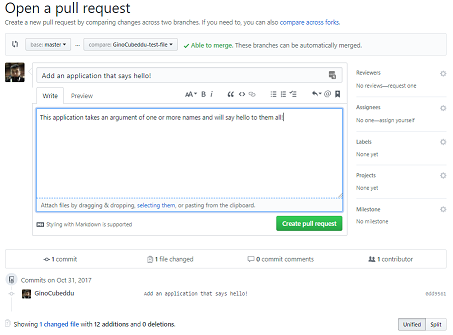 Open a pull request
Create a new pull request by comparing changes across two branches. If you need to, you can also compare across forks.
base: master ... compare: GinoCubeddu-test-file ✓ Able to merge. These branches can be automatically merged.
Add an application that says hello!
Write Preview
AA B i
This application takes an argument of one or more names and will say hello to them all!
Attach files by dragging & dropping, selecting them, or pasting from the clipboard.
Styling with Markdown is supported
Create pull request
Reviewers
No reviews—request one
Assignees
No one—assign yourself
Labels
None yet
Projects
None yet
Milestone
No milestone
1 commit 1 file changed 0 commit comments 1 contributor
Commits on Oct 31, 2017
GinoCubeddu Add an application that says hello!
Showing 1 changed file with 12 additions and 0 deletions.
Unified Split